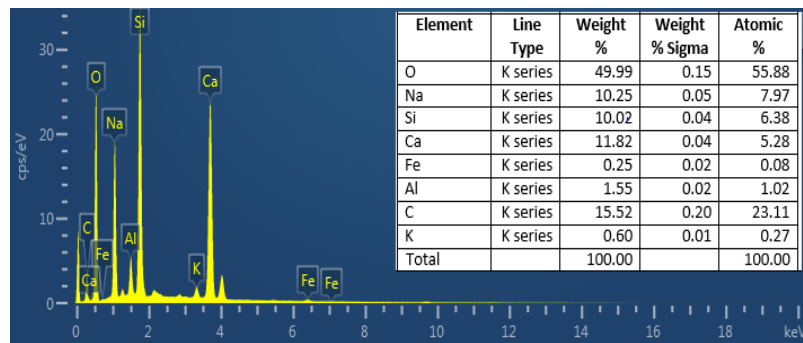 Element Line Type Weight % Weight % Sigma Atomic %
O K series 49.99 0.15 55.88
Na K series 10.25 0.05 7.97
Si K series 10.02 0.04 6.38
Ca K series 11.82 0.04 5.28
Fe K series 0.25 0.02 0.08
Al K series 1.55 0.02 1.02
C K series 15.52 0.20 23.11
K K series 0.60 0.01 0.27
Total 100.00 100.00
cps/eV
30
20
10
0
Si
O
Ca
Na
C
Al
Fe
Ca
K
Fe Fe
0 2 4 6 8 10 12 14 16 18 keV